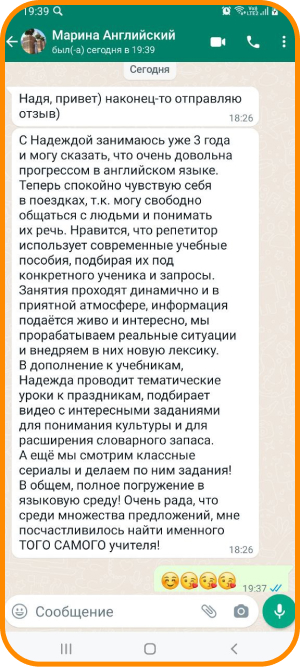 19:39
Марина Английский
был(-а) сегодня в 19:39
Сегодня
Надя, привет) наконец-то отправляю
отзыв)
18:26
С Надеждой занимаюсь уже 3 года
и могу сказать, что очень довольна
прогрессом в английском языке.
Теперь спокойно чувствую себя
в поездках, т.к. могу свободно
общаться с людьми и понимать
их речь. Нравится, что репетитор
использует современные учебные
пособия, подбирая их под
конкретного ученика и запросы.
Занятия проходят динамично и в
приятной атмосфере, информация
подаётся живо и интересно, мы
прорабатываем реальные ситуации
и внедряем в них новую лексику.
В дополнение к учебникам,
Надежда проводит тематические
уроки к праздникам, подбирает
видео с интересными заданиями
для понимания культуры и для
расширения словарного запаса.
А ещё мы смотрим классные
сериалы и делаем по ним задания!
В общем, полное погружение в
языковую среду! Очень рада, что
среди множества предложений, мне
посчастливилось найти именного
ТОГО САМОГО учителя!
18:26
☺️😘😘😘 19:37
Сообщение